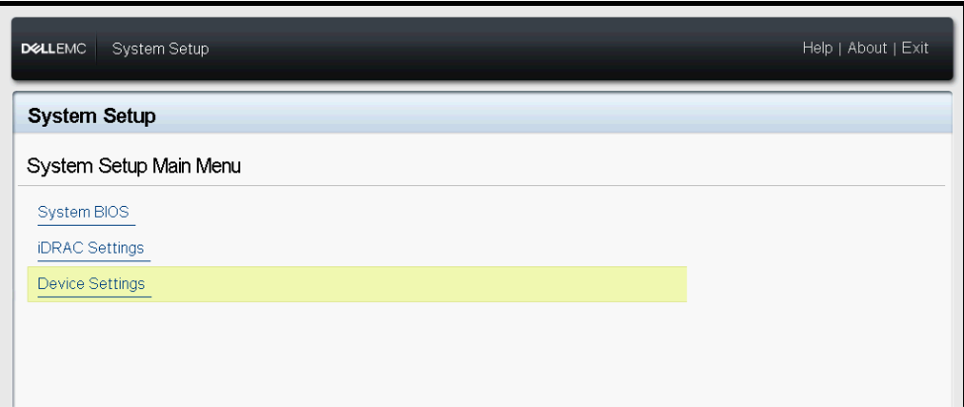 DELLEMC System Setup Help | About | Exit
System Setup
System Setup Main Menu
System BIOS
iDRAC Settings
Device Settings